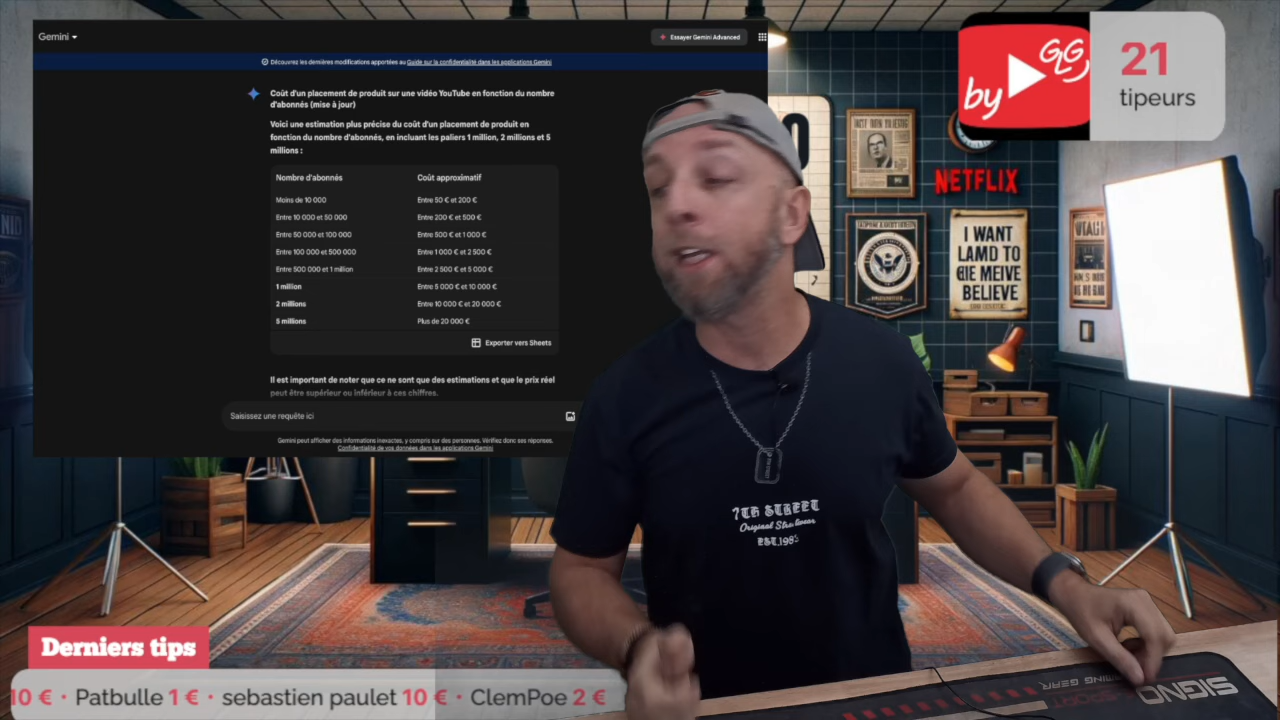 Gemini
Essayer Gemini Advanced
Découvrez les dernières modifications apportées au Guide sur la confidentialité dans les applications Gemini
Coût d'un placement de produit sur une vidéo YouTube en fonction du nombre
d'abonnés (mise à jour)
Voici une estimation plus précise du coût d'un placement de produit en
fonction du nombre d'abonnés, en incluant les paliers 1 million, 2 millions et 5
millions :
Nombre d'abonnés Coût approximatif
Moins de 10 000 Entre 50 € et 200 €
Entre 10 000 et 50 000 Entre 200 € et 500 €
Entre 50 000 et 100 000 Entre 500 € et 1 000 €
Entre 100 000 et 500 000 Entre 1 000 € et 2 500 €
Entre 500 000 et 1 million Entre 2 500 € et 5 000 €
1 million Entre 5 000 € et 10 000 €
2 millions Entre 10 000 € et 20 000 €
5 millions Plus de 20 000 €
Exporter vers Sheets
Il est important de noter que ce ne sont que des estimations et que le prix réel
peut être supérieur ou inférieur à ces chiffres.
Saisissez une requête ici
Gemini peut afficher des informations inexactes, y compris sur des personnes. Vérifiez donc ses réponses.
Confidentialité de vos données dans les applications Gemini
by GLG
21
tipeurs
NETFLIX
I WANT
LAMD TO
GIE MEIVE
BELIEVE
7TH STREET
Original Streetwear
EST.1985
SIGNO
Derniers tips
10 € · Patbulle 1 € · sebastien paulet 10 € · ClemPoe 2 €